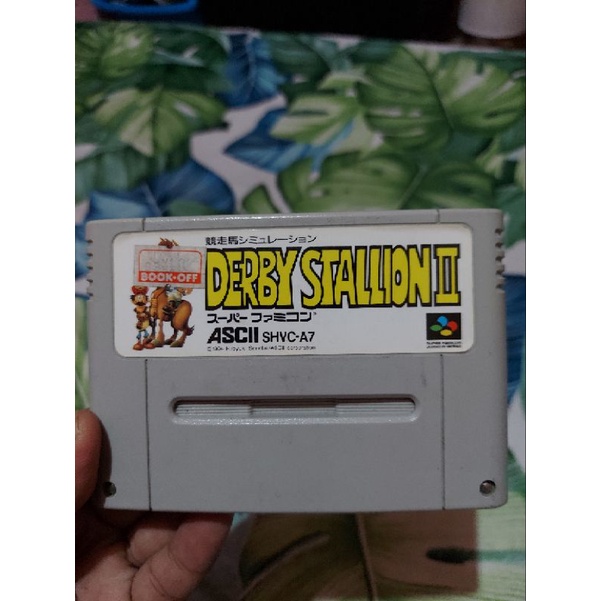 競走馬シミュレーション
BOOK-OFF
DERBY STALLION II
スーパーファミコン
ASCII SHVC-A7